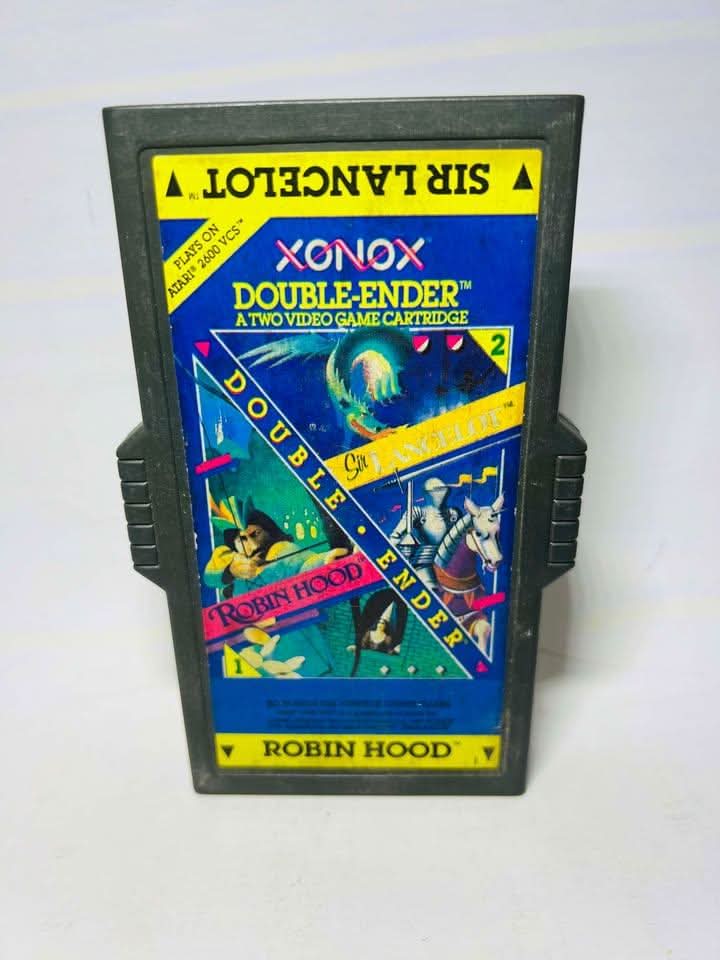 SIR LANCELOT™
PLAYS ON
ATARI® 2600 VCS™
XONOX®
DOUBLE-ENDER™
A TWO VIDEO GAME CARTRIDGE
2
DOUBLE • ENDER
Sir LANCELOT™
ROBIN HOOD™
1
ROBIN HOOD™